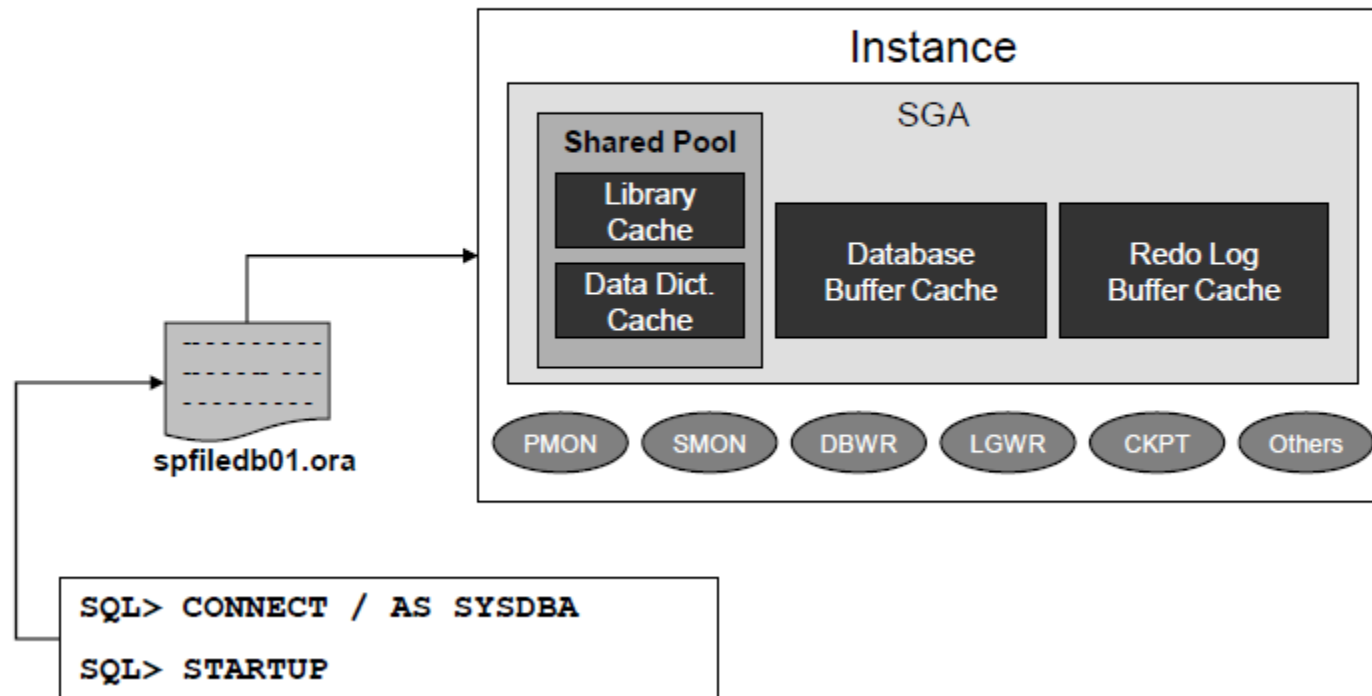 Instance
SGA
Shared Pool
Library
Cache
Data Dict.
Cache
Database
Buffer Cache
Redo Log
Buffer Cache
PMON
SMON
DBWR
LGWR
CKPT
Others
spfiledb01.ora
SQL> CONNECT / AS SYSDBA
SQL> STARTUP